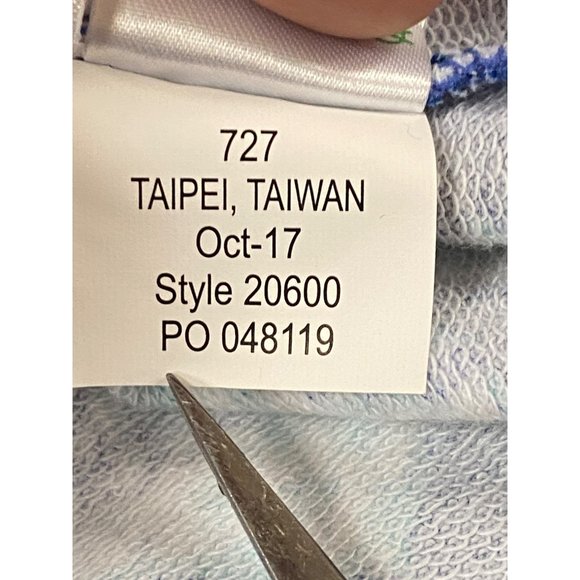 727
TAIPEI, TAIWAN
Oct-17
Style 20600
PO 048119